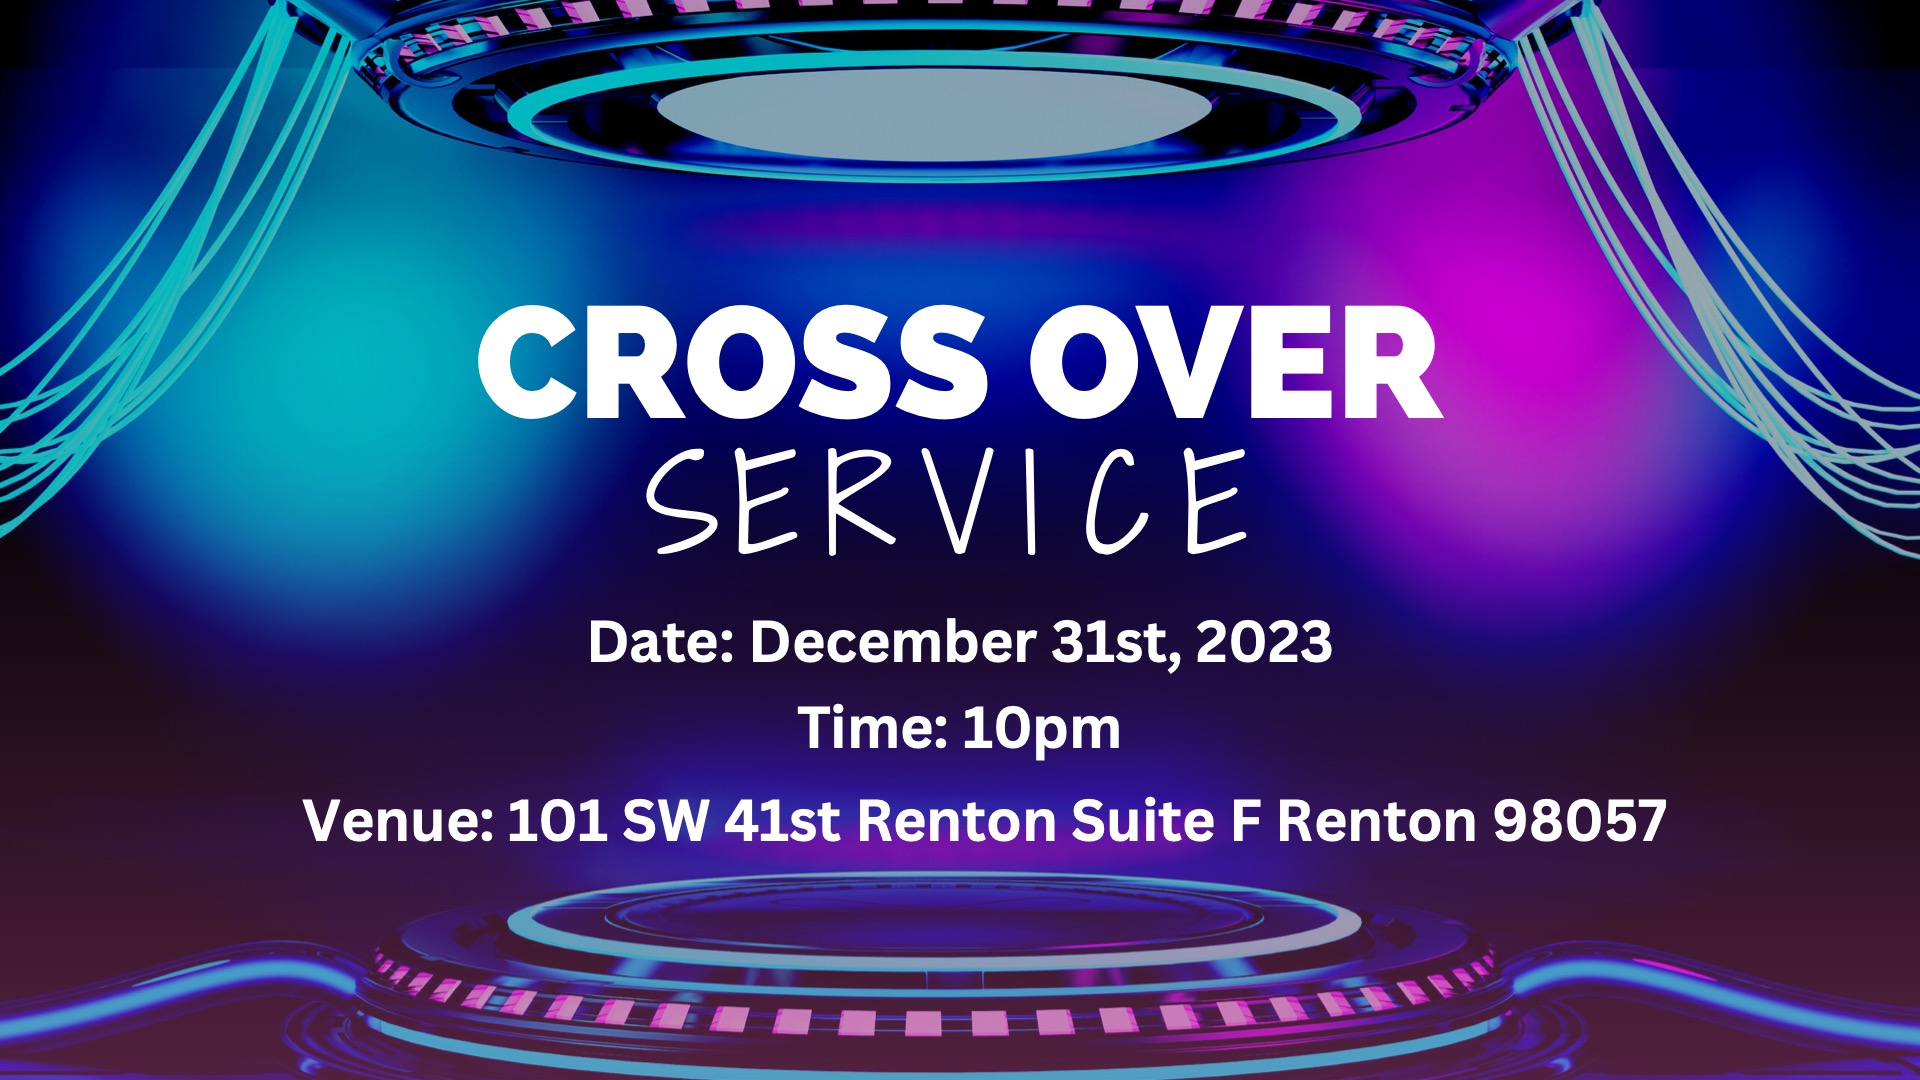 CROSS OVER
SERVICE
Date: December 31st, 2023
Time: 10pm
Venue: 101 SW 41st Renton Suite F Renton 98057